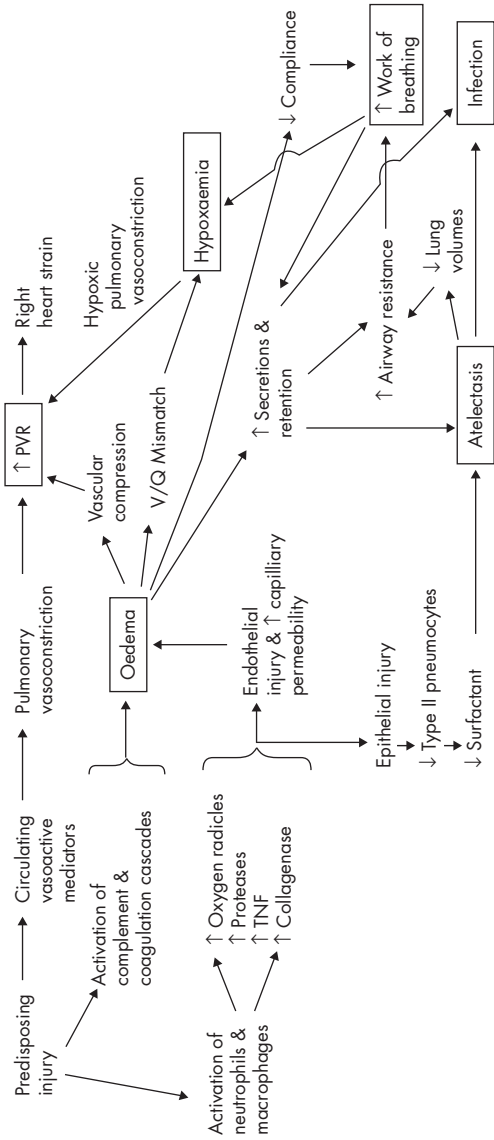 Predisposing
injury
Circulating
vasoactive
mediators
Pulmonary
vasoconstriction
↑ PVR
Right
heart strain
Activation of
complement &
coagulation cascades
Vascular
compression
Hypoxic
pulmonary
vasoconstriction
Oedema
V/Q Mismatch
Hypoxaemia
Activation of
neutrophils &
macrophages
↑ Oxygen radicles
↑ Proteases
↑ TNF
↑ Collagenase
Endothelial
injury & ↑ capilliary
permeability
↑ Secretions &
retention
↓ Compliance
Epithelial injury
↓ Type II pneumocytes
↓ Surfactant
↑ Airway resistance
↑ Work of
breathing
Atelectasis
↓ Lung
volumes
Infection